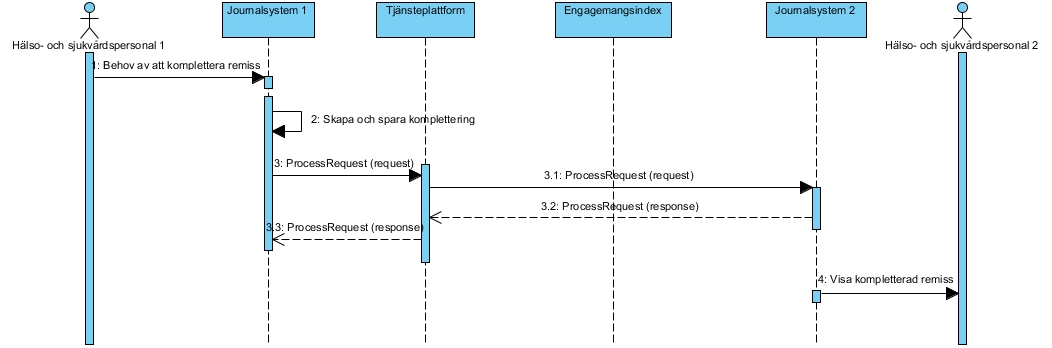 Journalsystem 1
Tjänsteplattform
Engagemangsindex
Journalsystem 2
Hälso- och sjukvårdspersonal 1
Hälso- och sjukvårdspersonal 2
1: Behov av att komplettera remiss
2: Skapa och spara komplettering
3: ProcessRequest (request)
3.1: ProcessRequest (request)
3.2: ProcessRequest (response)
3.3: ProcessRequest (response)
4: Visa kompletterad remiss